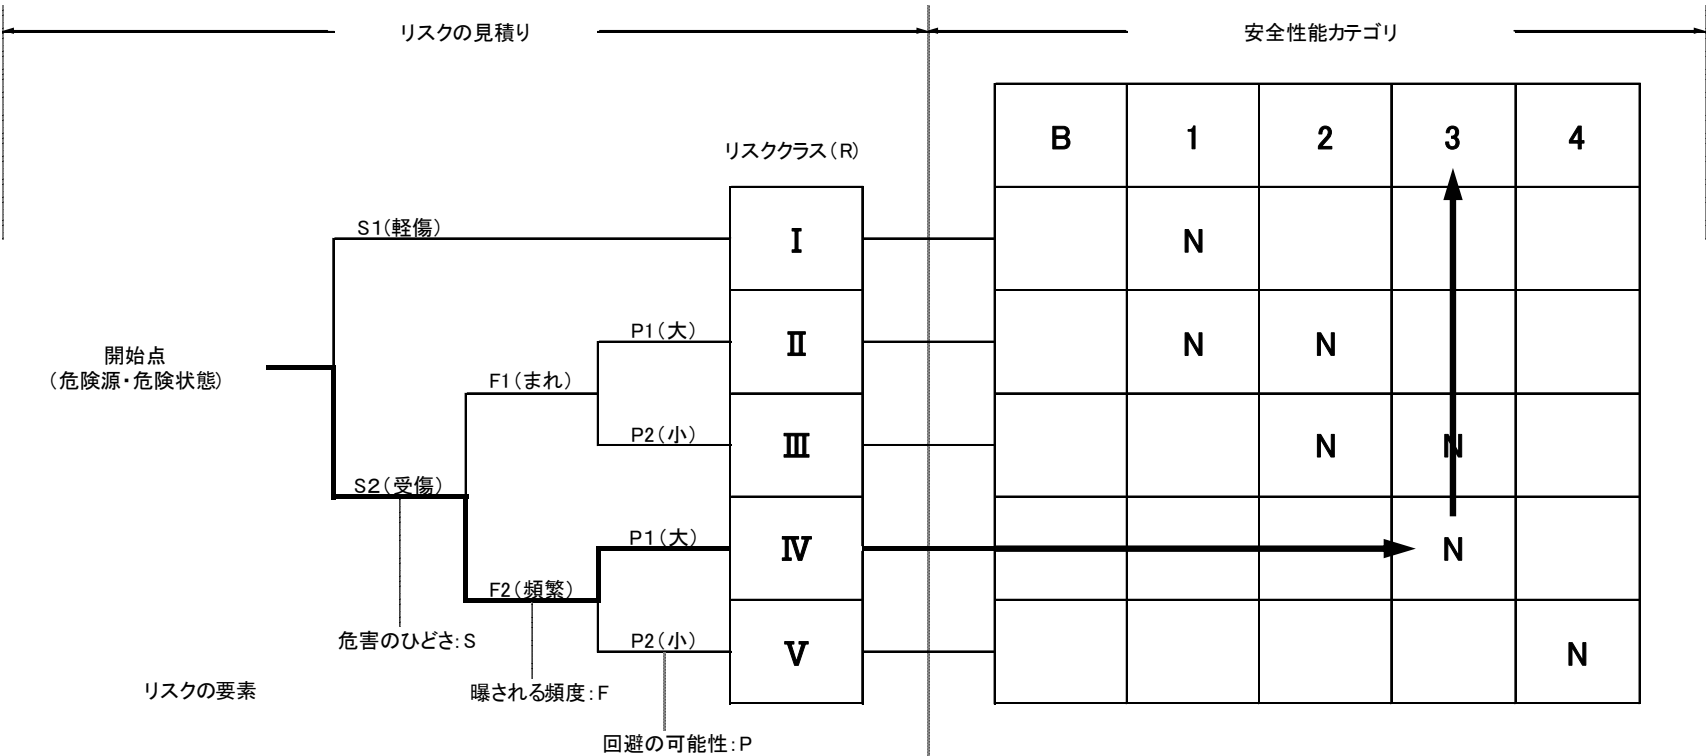 リスクの見積り
安全性能カテゴリ
B 1 2 3 4
リスククラス(R)
S1(軽傷)
Ⅰ
N
P1(大)
Ⅱ
N N
開始点
(危険源・危険状態)
F1(まれ)
P2(小)
Ⅲ
N N
S2(受傷)
P1(大)
Ⅳ
N
F2(頻繁)
危害のひどさ:S
P2(小)
Ⅴ
N
リスクの要素
曝される頻度:F
回避の可能性:P